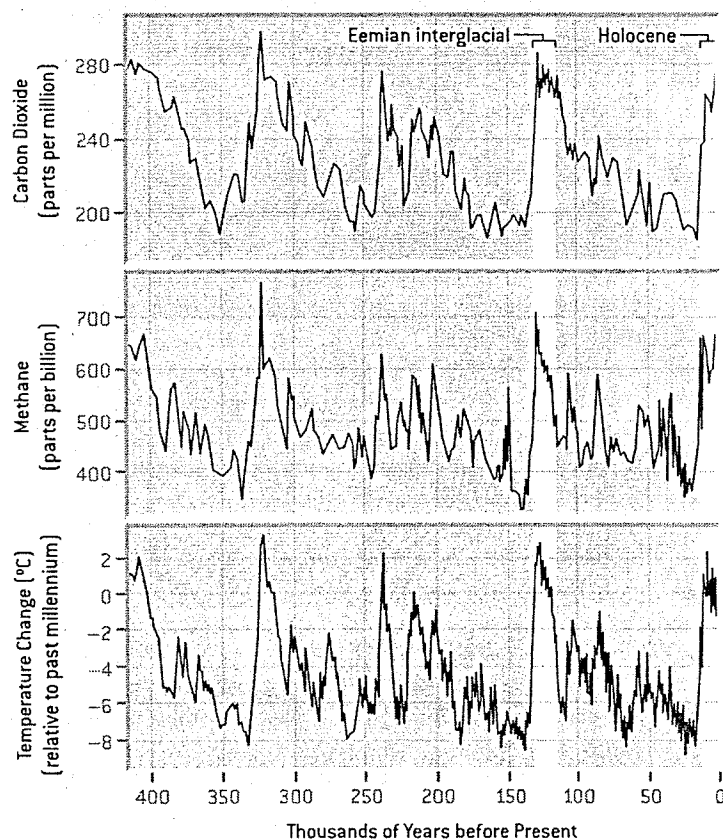 Eemian interglacial Holocene
280
240
200
Carbon Dioxide
(parts per million)
700
600
500
400
Methane
(parts per billion)
2
0
−2
−4
−6
−8
Temperature Change (ºC)
(relative to past millennium)
400 350 300 250 200 150 100 50 0
Thousands of Years before Present